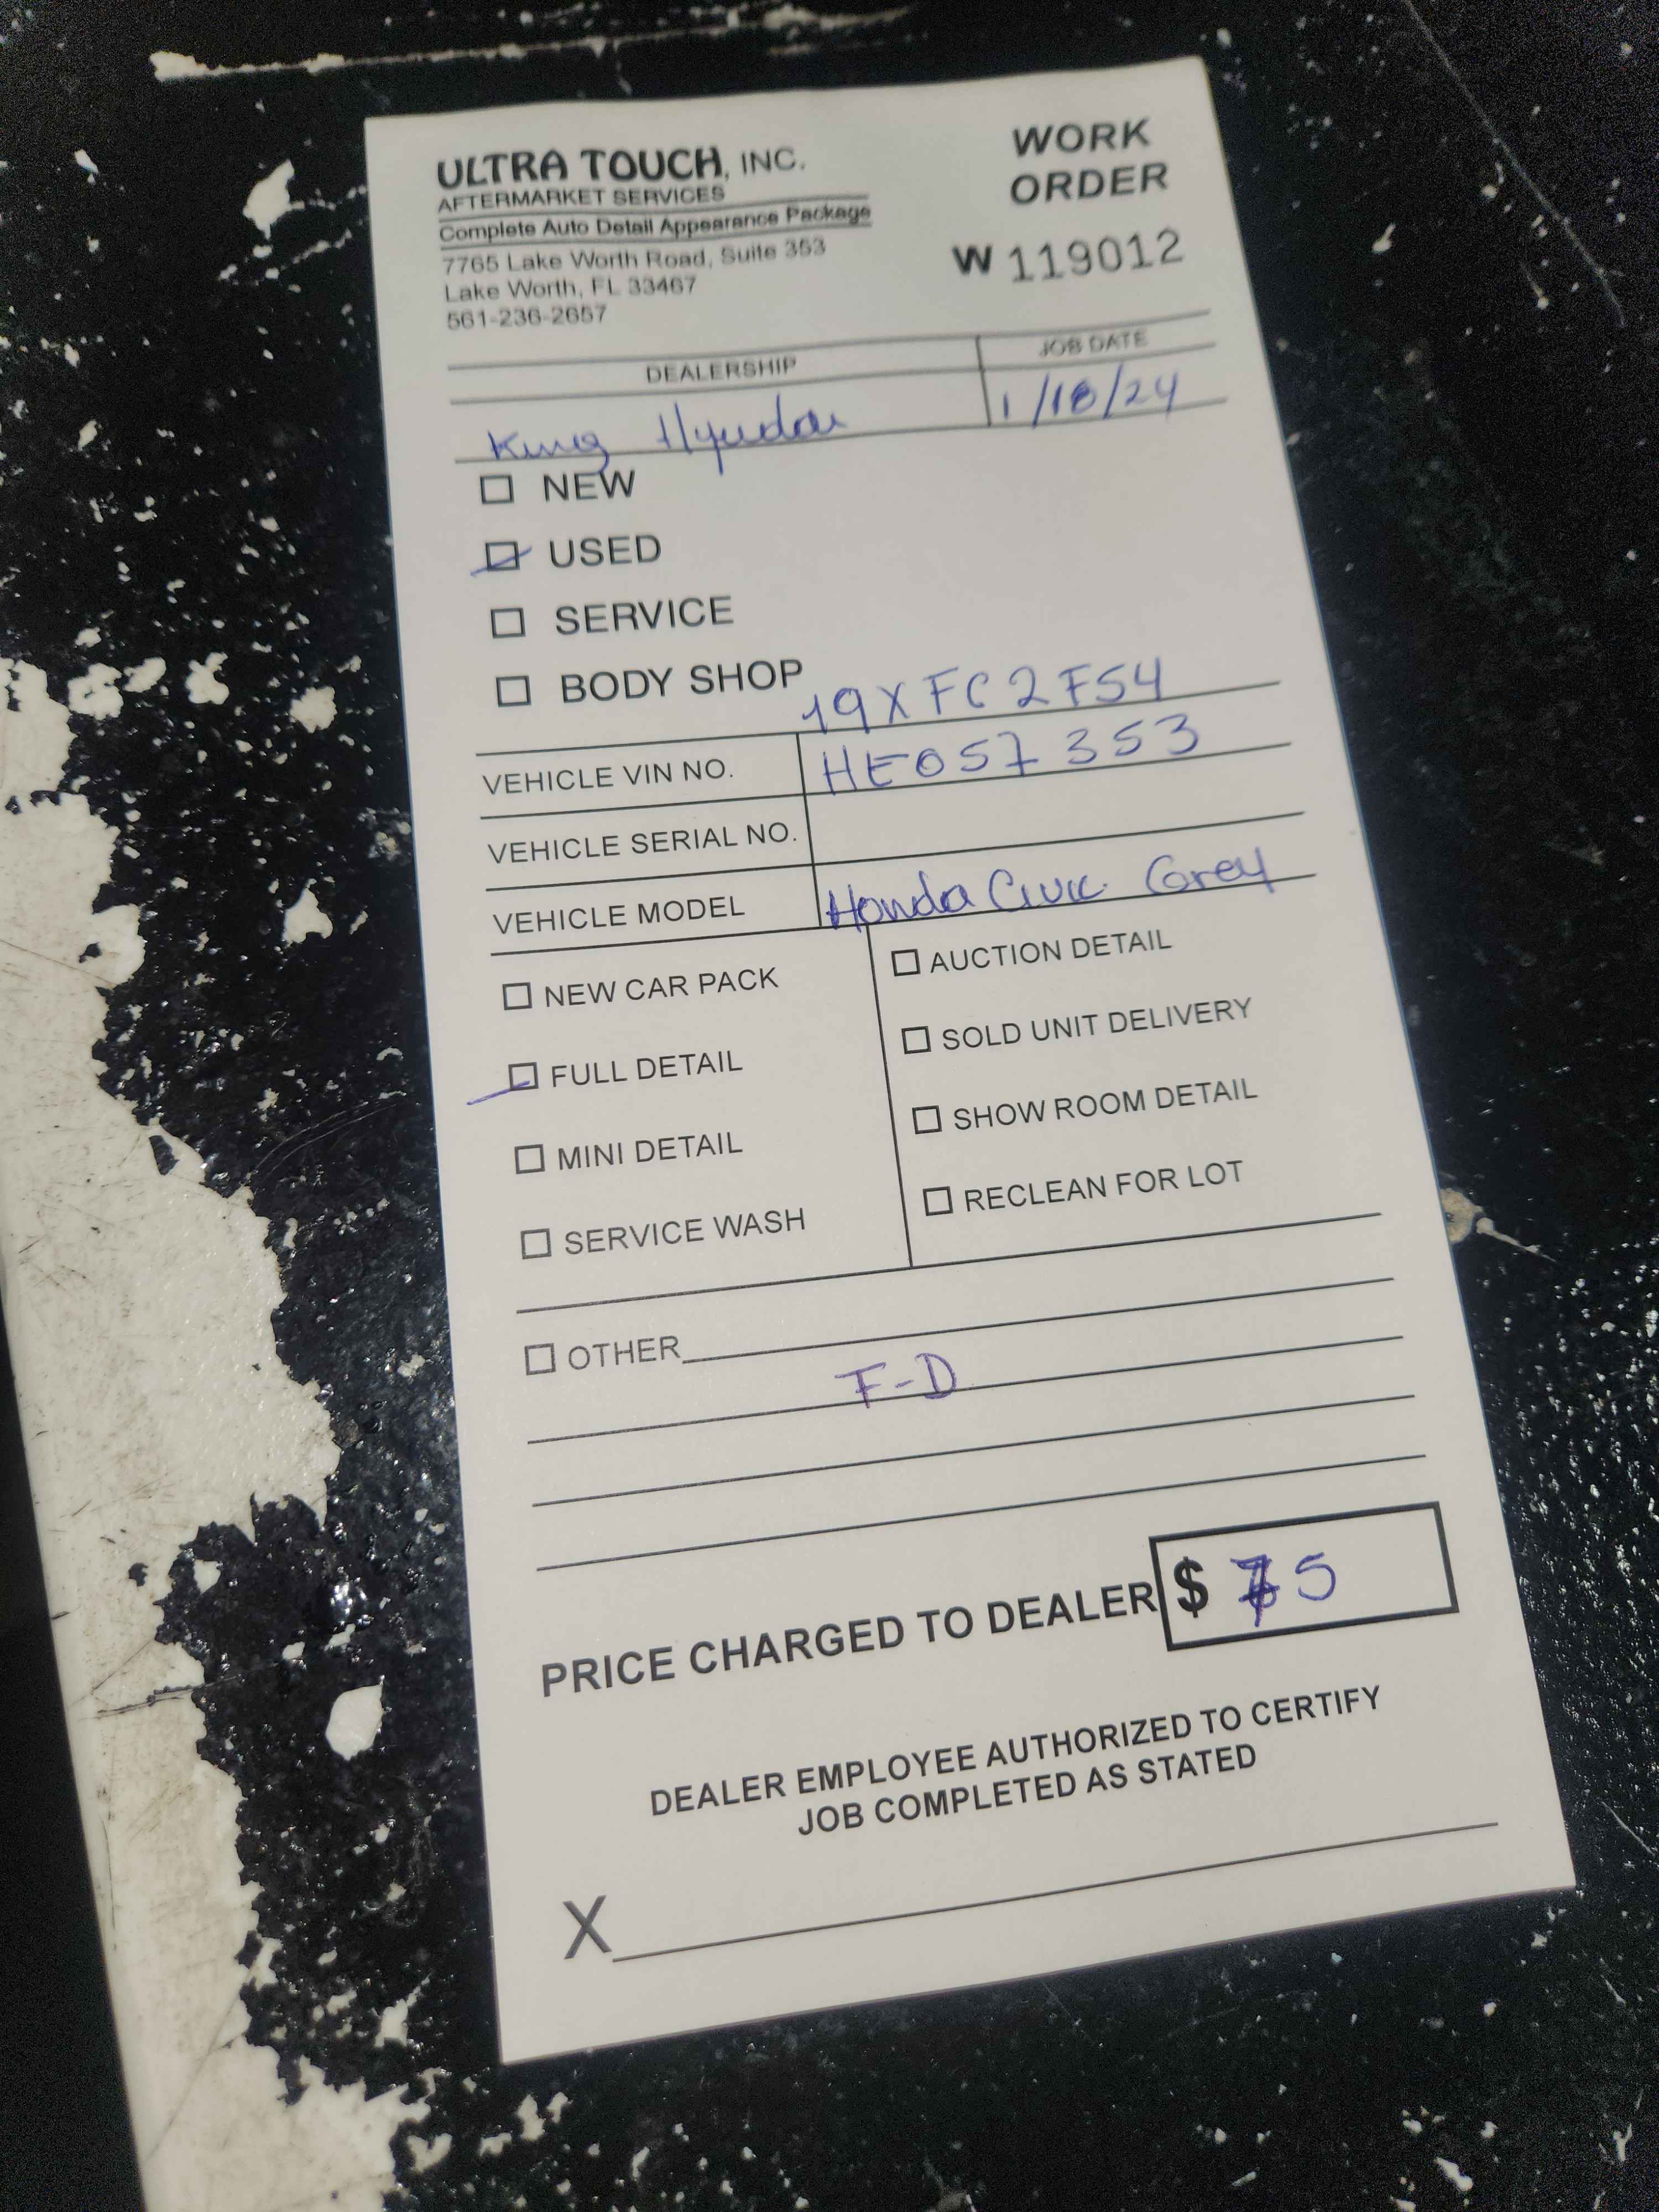 ULTRA TOUCH, INC.
AFTERMARKET SERVICES
Complete Auto Detail Appearance Package
7765 Lake Worth Road, Suite 353
Lake Worth, FL 33467
561-236-2657
WORK
ORDER
W 119012
DEALERSHIP
JOB DATE
King Hyundai
1/18/24
NEW
USED
SERVICE
BODY SHOP
19XFC2F54
VEHICLE VIN NO.
HE057353
VEHICLE SERIAL NO.
VEHICLE MODEL
Honda Civic Grey
NEW CAR PACK
FULL DETAIL
MINI DETAIL
SERVICE WASH
AUCTION DETAIL
SOLD UNIT DELIVERY
SHOW ROOM DETAIL
RECLEAN FOR LOT
OTHER
F-D
PRICE CHARGED TO DEALER $ 75
DEALER EMPLOYEE AUTHORIZED TO CERTIFY
JOB COMPLETED AS STATED
X